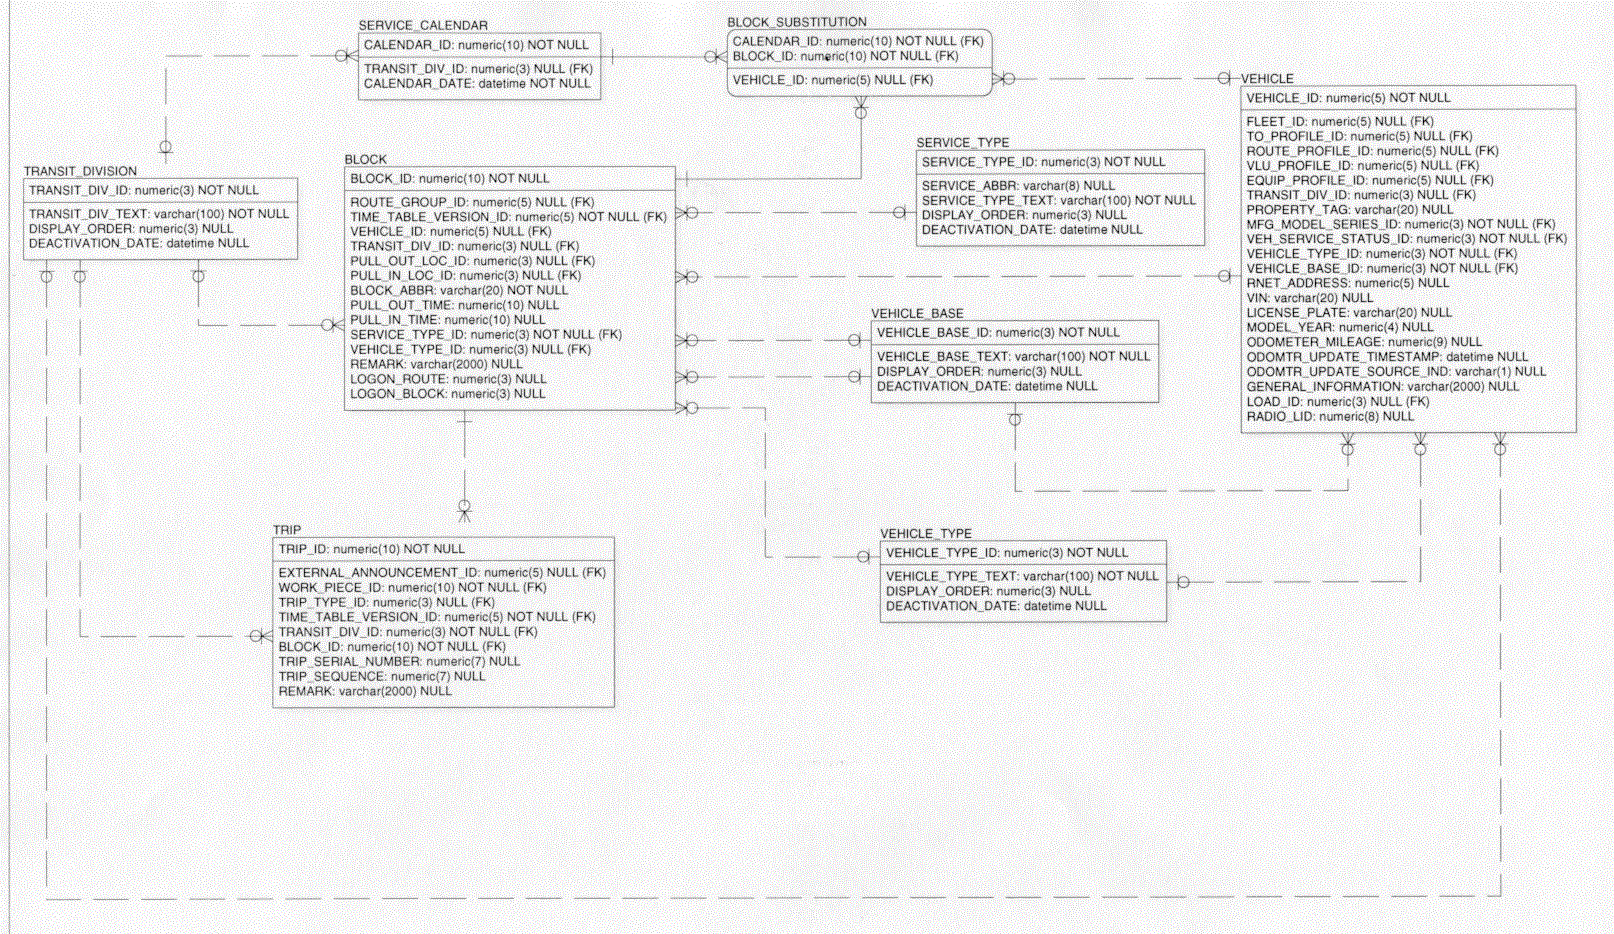 SERVICE_CALENDAR
CALENDAR_ID: numeric(10) NOT NULL
TRANSIT_DIV_ID: numeric(3) NULL (FK)
CALENDAR_DATE: datetime NOT NULL
BLOCK_SUBSTITUTION
CALENDAR_ID: numeric(10) NOT NULL (FK)
BLOCK_ID: numeric(10) NOT NULL (FK)
VEHICLE_ID: numeric(5) NULL (FK)
VEHICLE
VEHICLE_ID: numeric(5) NOT NULL
FLEET_ID: numeric(5) NULL (FK)
TO_PROFILE_ID: numeric(5) NULL (FK)
ROUTE_PROFILE_ID: numeric(5) NULL (FK)
VLU_PROFILE_ID: numeric(5) NULL (FK)
EQUIP_PROFILE_ID: numeric(5) NULL (FK)
TRANSIT_DIV_ID: numeric(3) NULL (FK)
PROPERTY_TAG: varchar(20) NULL
MFG_MODEL_SERIES_ID: numeric(3) NOT NULL (FK)
VEH_SERVICE_STATUS_ID: numeric(3) NOT NULL (FK)
VEHICLE_TYPE_ID: numeric(3) NOT NULL (FK)
VEHICLE_BASE_ID: numeric(3) NOT NULL (FK)
RNET_ADDRESS: numeric(5) NULL
VIN: varchar(20) NULL
LICENSE_PLATE: varchar(20) NULL
MODEL_YEAR: numeric(4) NULL
ODOMETER_MILEAGE: numeric(9) NULL
ODOMTR_UPDATE_TIMESTAMP: datetime NULL
ODOMTR_UPDATE_SOURCE_IND: varchar(1) NULL
GENERAL_INFORMATION: varchar(2000) NULL
LOAD_ID: numeric(3) NULL (FK)
RADIO_LID: numeric(8) NULL
SERVICE_TYPE
SERVICE_TYPE_ID: numeric(3) NOT NULL
SERVICE_ABBR: varchar(8) NULL
SERVICE_TYPE_TEXT: varchar(100) NOT NULL
DISPLAY_ORDER: numeric(3) NULL
DEACTIVATION_DATE: datetime NULL
TRANSIT_DIVISION
TRANSIT_DIV_ID: numeric(3) NOT NULL
TRANSIT_DIV_TEXT: varchar(100) NOT NULL
DISPLAY_ORDER: numeric(3) NULL
DEACTIVATION_DATE: datetime NULL
BLOCK
BLOCK_ID: numeric(10) NOT NULL
ROUTE_GROUP_ID: numeric(5) NULL (FK)
TIME_TABLE_VERSION_ID: numeric(5) NOT NULL (FK)
VEHICLE_ID: numeric(5) NULL (FK)
TRANSIT_DIV_ID: numeric(3) NULL (FK)
PULL_OUT_LOC_ID: numeric(3) NULL (FK)
PULL_IN_LOC_ID: numeric(3) NULL (FK)
BLOCK_ABBR: varchar(20) NOT NULL
PULL_OUT_TIME: numeric(10) NULL
PULL_IN_TIME: numeric(10) NULL
SERVICE_TYPE_ID: numeric(3) NOT NULL (FK)
VEHICLE_TYPE_ID: numeric(3) NULL (FK)
REMARK: varchar(2000) NULL
LOGON_ROUTE: numeric(3) NULL
LOGON_BLOCK: numeric(3) NULL
VEHICLE_BASE
VEHICLE_BASE_ID: numeric(3) NOT NULL
VEHICLE_BASE_TEXT: varchar(100) NOT NULL
DISPLAY_ORDER: numeric(3) NULL
DEACTIVATION_DATE: datetime NULL
TRIP
TRIP_ID: numeric(10) NOT NULL
EXTERNAL_ANNOUNCEMENT_ID: numeric(5) NULL (FK)
WORK_PIECE_ID: numeric(10) NOT NULL (FK)
TRIP_TYPE_ID: numeric(3) NULL (FK)
TIME_TABLE_VERSION_ID: numeric(5) NOT NULL (FK)
TRANSIT_DIV_ID: numeric(3) NOT NULL (FK)
BLOCK_ID: numeric(10) NOT NULL (FK)
TRIP_SERIAL_NUMBER: numeric(7) NULL
TRIP_SEQUENCE: numeric(7) NULL
REMARK: varchar(2000) NULL
VEHICLE_TYPE
VEHICLE_TYPE_ID: numeric(3) NOT NULL
VEHICLE_TYPE_TEXT: varchar(100) NOT NULL
DISPLAY_ORDER: numeric(3) NULL
DEACTIVATION_DATE: datetime NULL